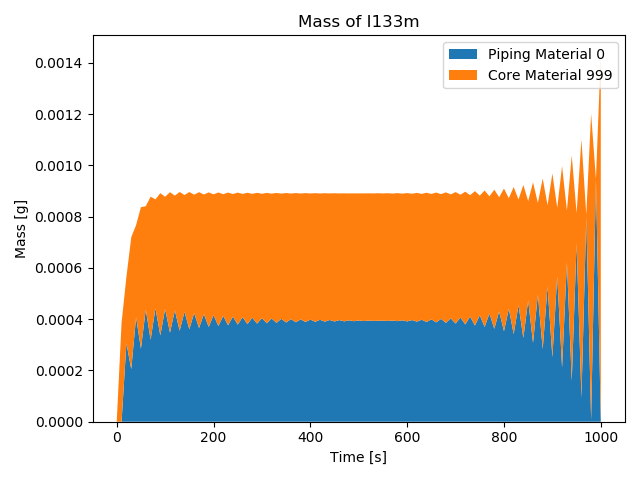 Mass of I133m
Piping Material 0
Core Material 999
Mass [g]
0.0014
0.0012
0.0010
0.0008
0.0006
0.0004
0.0002
0.0000
0 200 400 600 800 1000
Time [s]